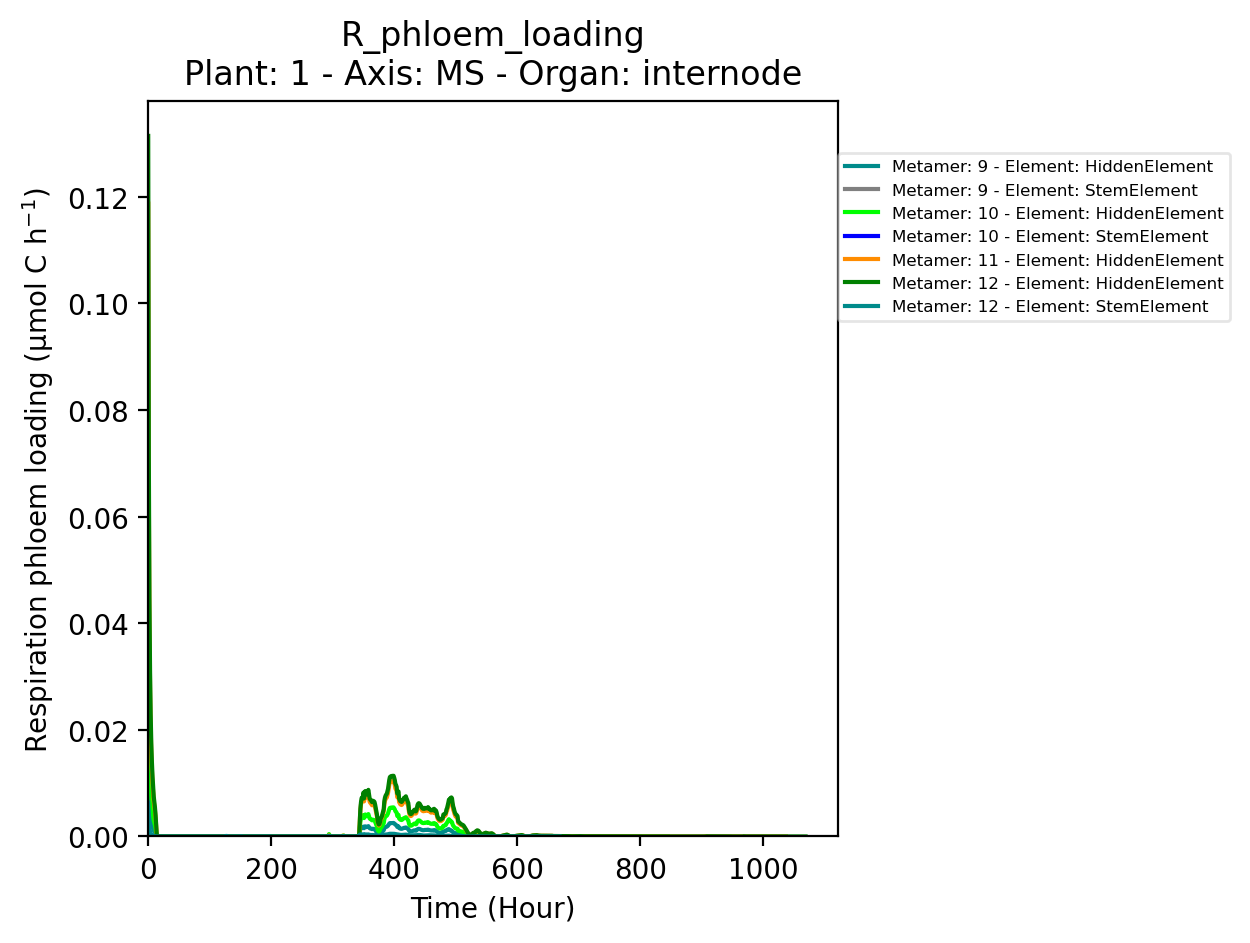 R_phloem_loading
Plant: 1 - Axis: MS - Organ: internode
Respiration phloem loading (µmol C h⁻¹)
0.12
0.10
0.08
0.06
0.04
0.02
0.00
0 200 400 600 800 1000
Time (Hour)
Metamer: 9 - Element: HiddenElement
Metamer: 9 - Element: StemElement
Metamer: 10 - Element: HiddenElement
Metamer: 10 - Element: StemElement
Metamer: 11 - Element: HiddenElement
Metamer: 12 - Element: HiddenElement
Metamer: 12 - Element: StemElement